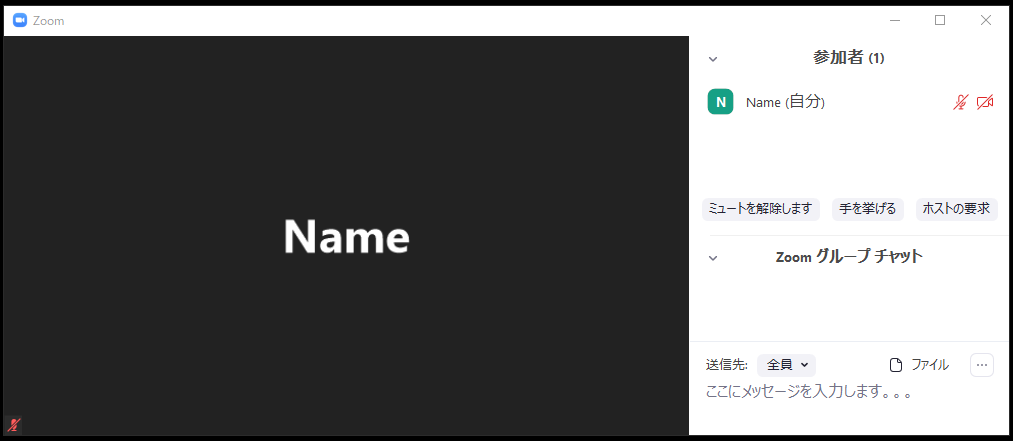 Zoom
Name
参加者 (1)
N Name (自分)
ミュートを解除します 手を挙げる ホストの要求
Zoom グループ チャット
送信先: 全員 ファイル ...
ここにメッセージを入力します。。。